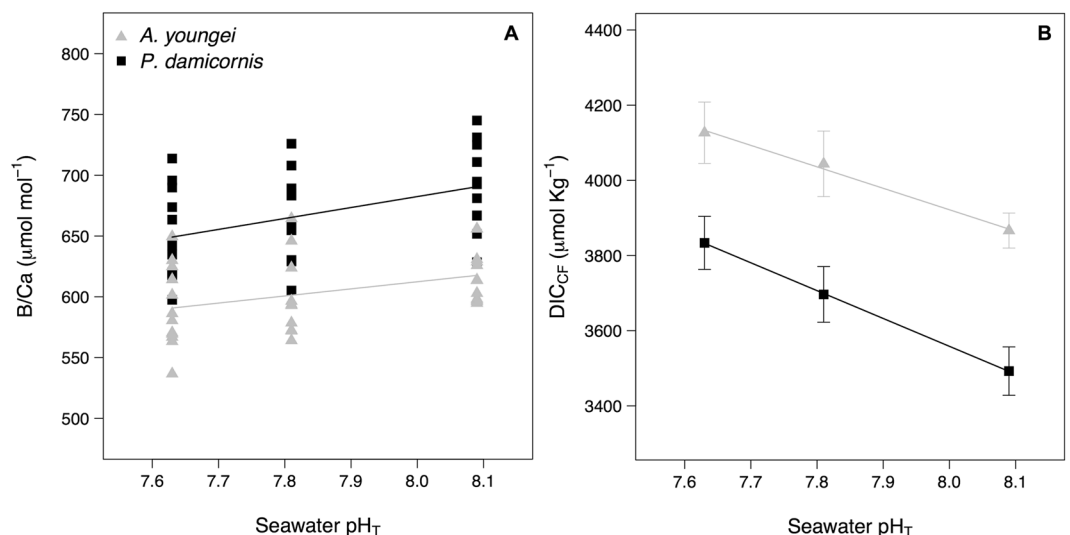 A. youngei
P. damicornis
A
800
750
700
650
600
550
500
B/Ca (μmol mol⁻¹)
7.6 7.7 7.8 7.9 8.0 8.1
Seawater pH_T
B
4400
4200
4000
3800
3600
3400
DIC_CF (μmol Kg⁻¹)
7.6 7.7 7.8 7.9 8.0 8.1
Seawater pH_T